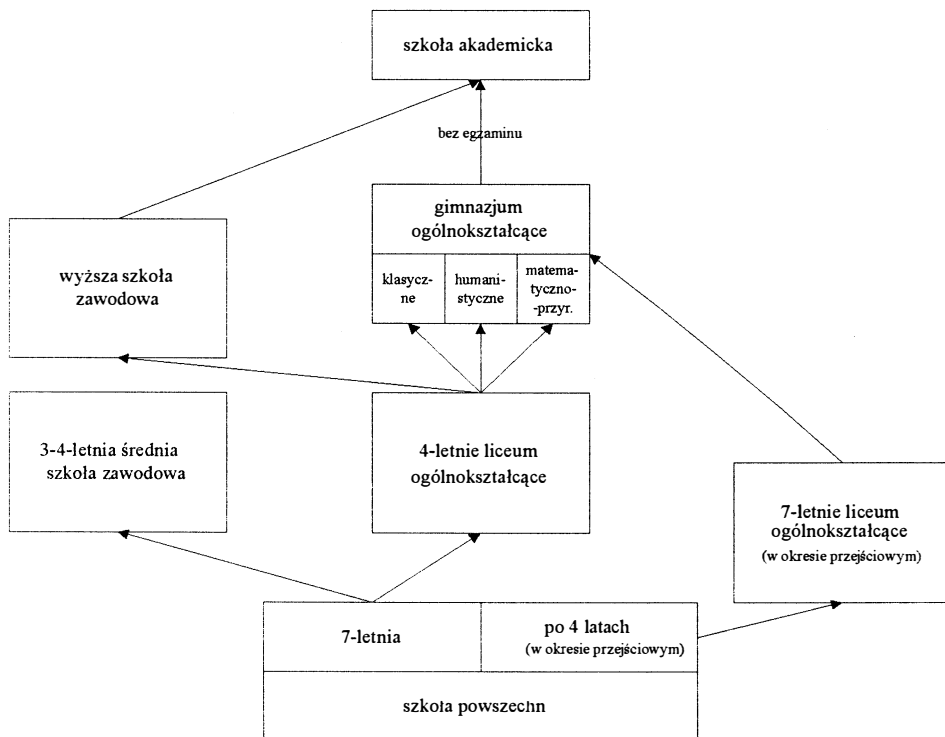 szkoła akademicka
bez egzaminu
gimnazjum
ogólnokształcące
klasycz-
ne
humani-
styczne
matema-
tyczno-
-przyr.
wyższa szkoła
zawodowa
3-4-letnia średnia
szkoła zawodowa
4-letnie liceum
ogólnokształcące
7-letnie liceum
ogólnokształcące
(w okresie przejściowym)
7-letnia
po 4 latach
(w okresie przejściowym)
szkoła powszechn